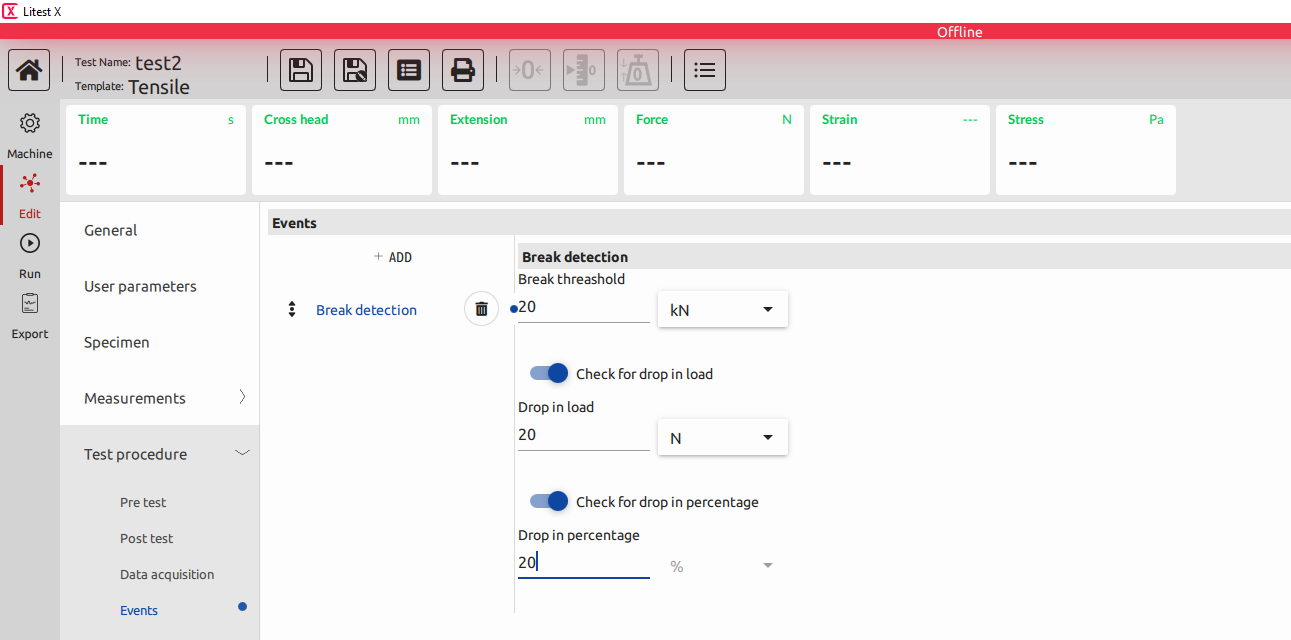 Litest X
Offline
Test Name: test2
Template: Tensile
→0←
0
0
Time s
---
Cross head mm
---
Extension mm
---
Force N
---
Strain ---
---
Stress Pa
---
Machine
Edit
Run
Export
General
User parameters
Specimen
Measurements
Test procedure
Pre test
Post test
Data acquisition
Events
Events
+ ADD
Break detection
Break detection
Break threashold
20 kN
Check for drop in load
Drop in load
20 N
Check for drop in percentage
Drop in percentage
20 %